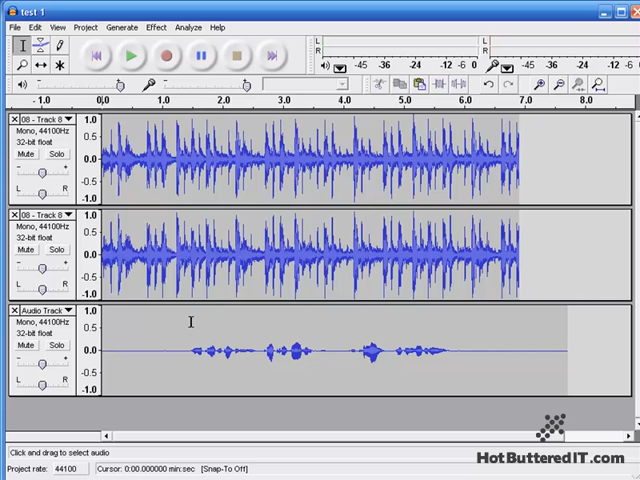 test 1
File Edit View Project Generate Effect Analyze Help
L
R
-48 -24 -12 -6 0
L
R
-48 -24 -12 -6 0
- 1.0 0.0 1.0 2.0 3.0 4.0 5.0 6.0 7.0 8.0
08 - Track 8
Mono, 44100Hz
32-bit float
Mute Solo
- +
L R
1.0
0.5
0.0
-0.5
-1.0
08 - Track 8
Mono, 44100Hz
32-bit float
Mute Solo
- +
L R
1.0
0.5
0.0
-0.5
-1.0
Audio Track
Mono, 44100Hz
32-bit float
Mute Solo
- +
L R
1.0
0.5
0.0
-0.5
-1.0
Click and drag to select audio
Project rate: 44100 Cursor: 0:00.000000 min:sec [Snap-To Off]
HotButteredIT.com